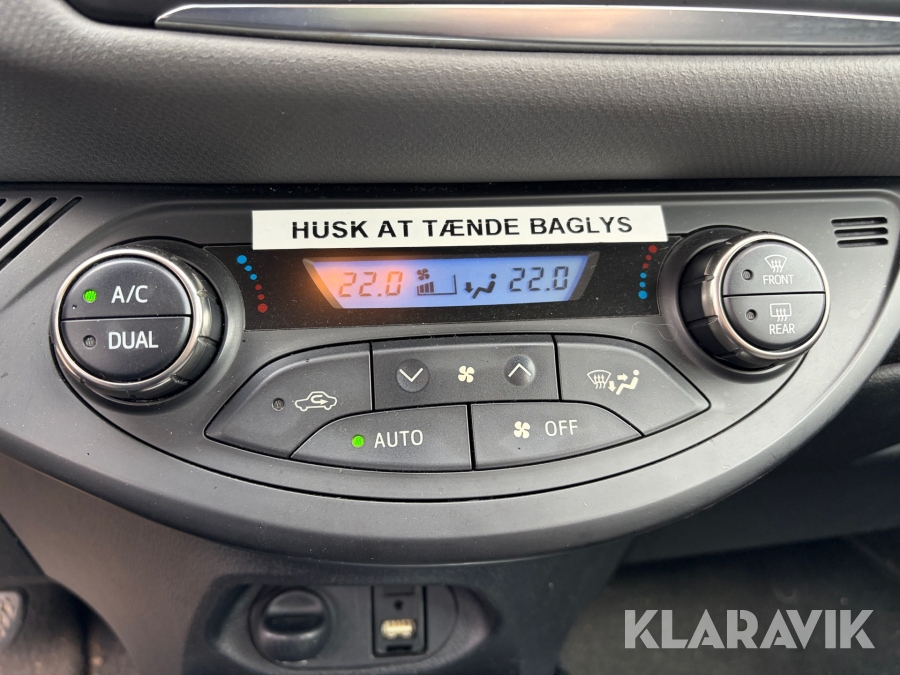 HUSK AT TÆNDE BAGLYS
22.0 22.0
A/C
DUAL
FRONT
REAR
AUTO
OFF
KLARAVIK